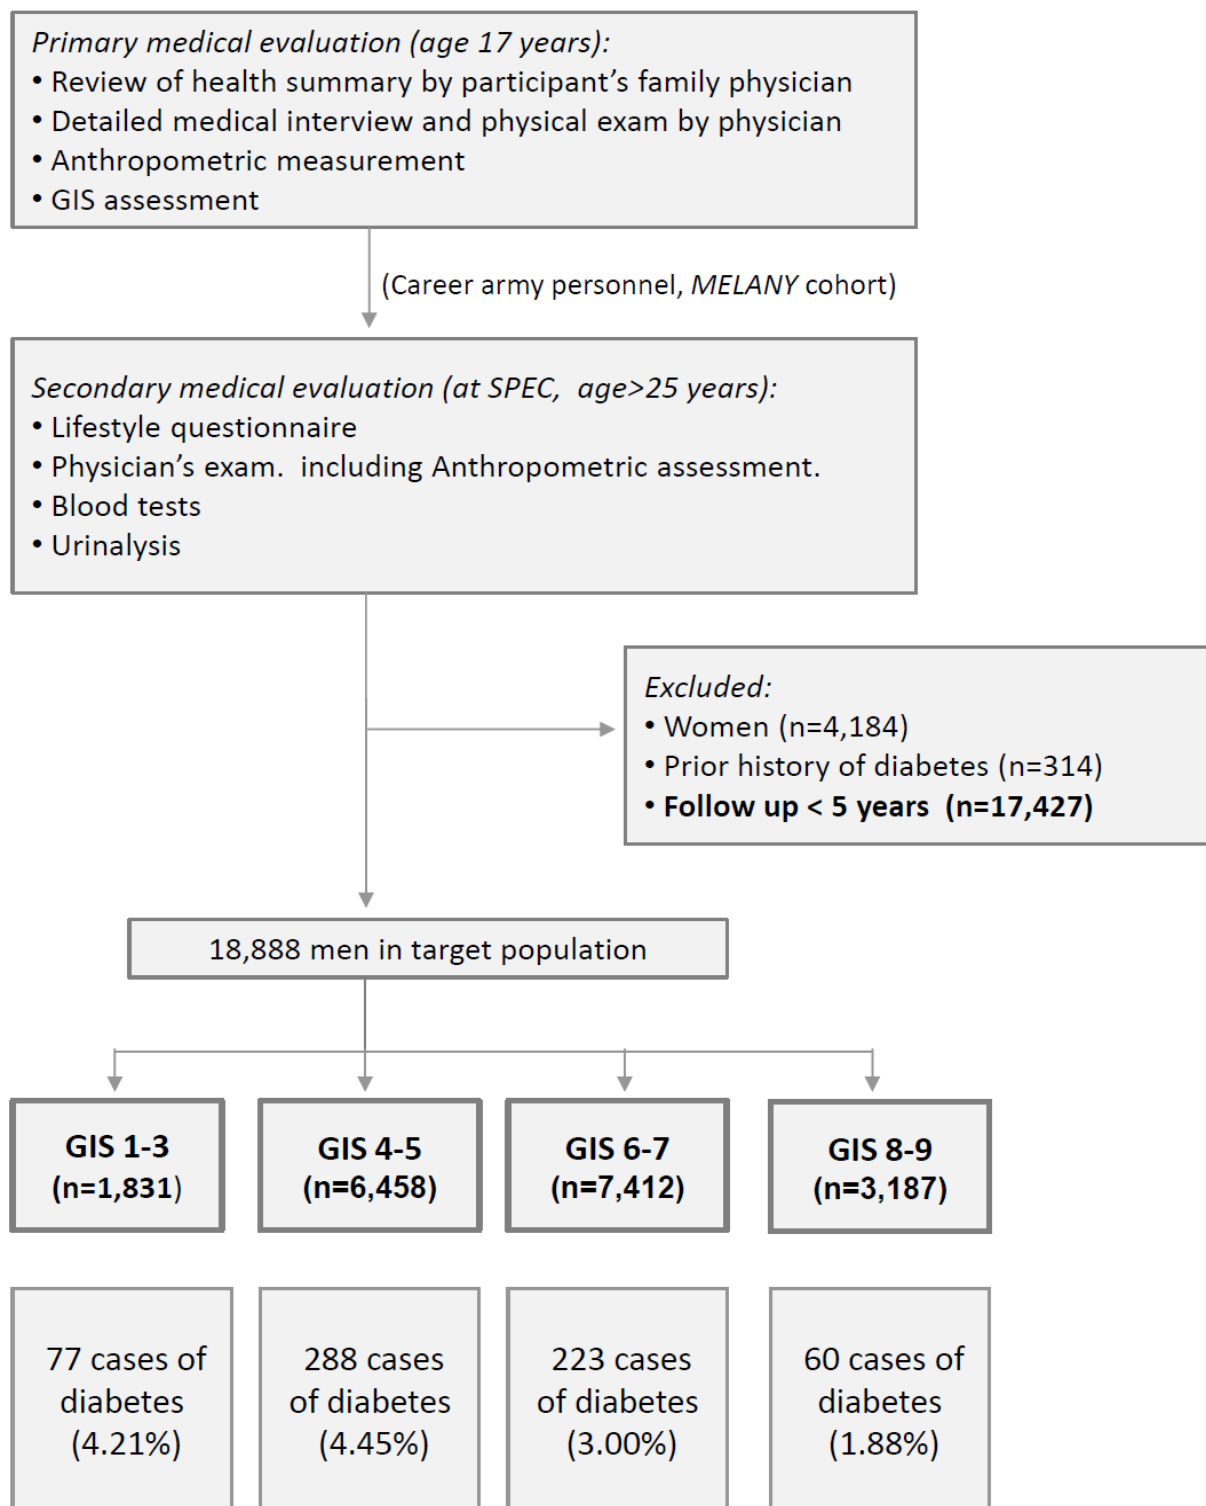 Primary medical evaluation (age 17 years):
• Review of health summary by participant's family physician
• Detailed medical interview and physical exam by physician
• Anthropometric measurement
• GIS assessment
(Career army personnel, MELANY cohort)
Secondary medical evaluation (at SPEC, age>25 years):
• Lifestyle questionnaire
• Physician's exam. including Anthropometric assessment.
• Blood tests
• Urinalysis
Excluded:
• Women (n=4,184)
• Prior history of diabetes (n=314)
• Follow up < 5 years (n=17,427)
18,888 men in target population
GIS 1-3
(n=1,831)
GIS 4-5
(n=6,458)
GIS 6-7
(n=7,412)
GIS 8-9
(n=3,187)
77 cases of
diabetes
(4.21%)
288 cases
of diabetes
(4.45%)
223 cases
of diabetes
(3.00%)
60 cases of
diabetes
(1.88%)